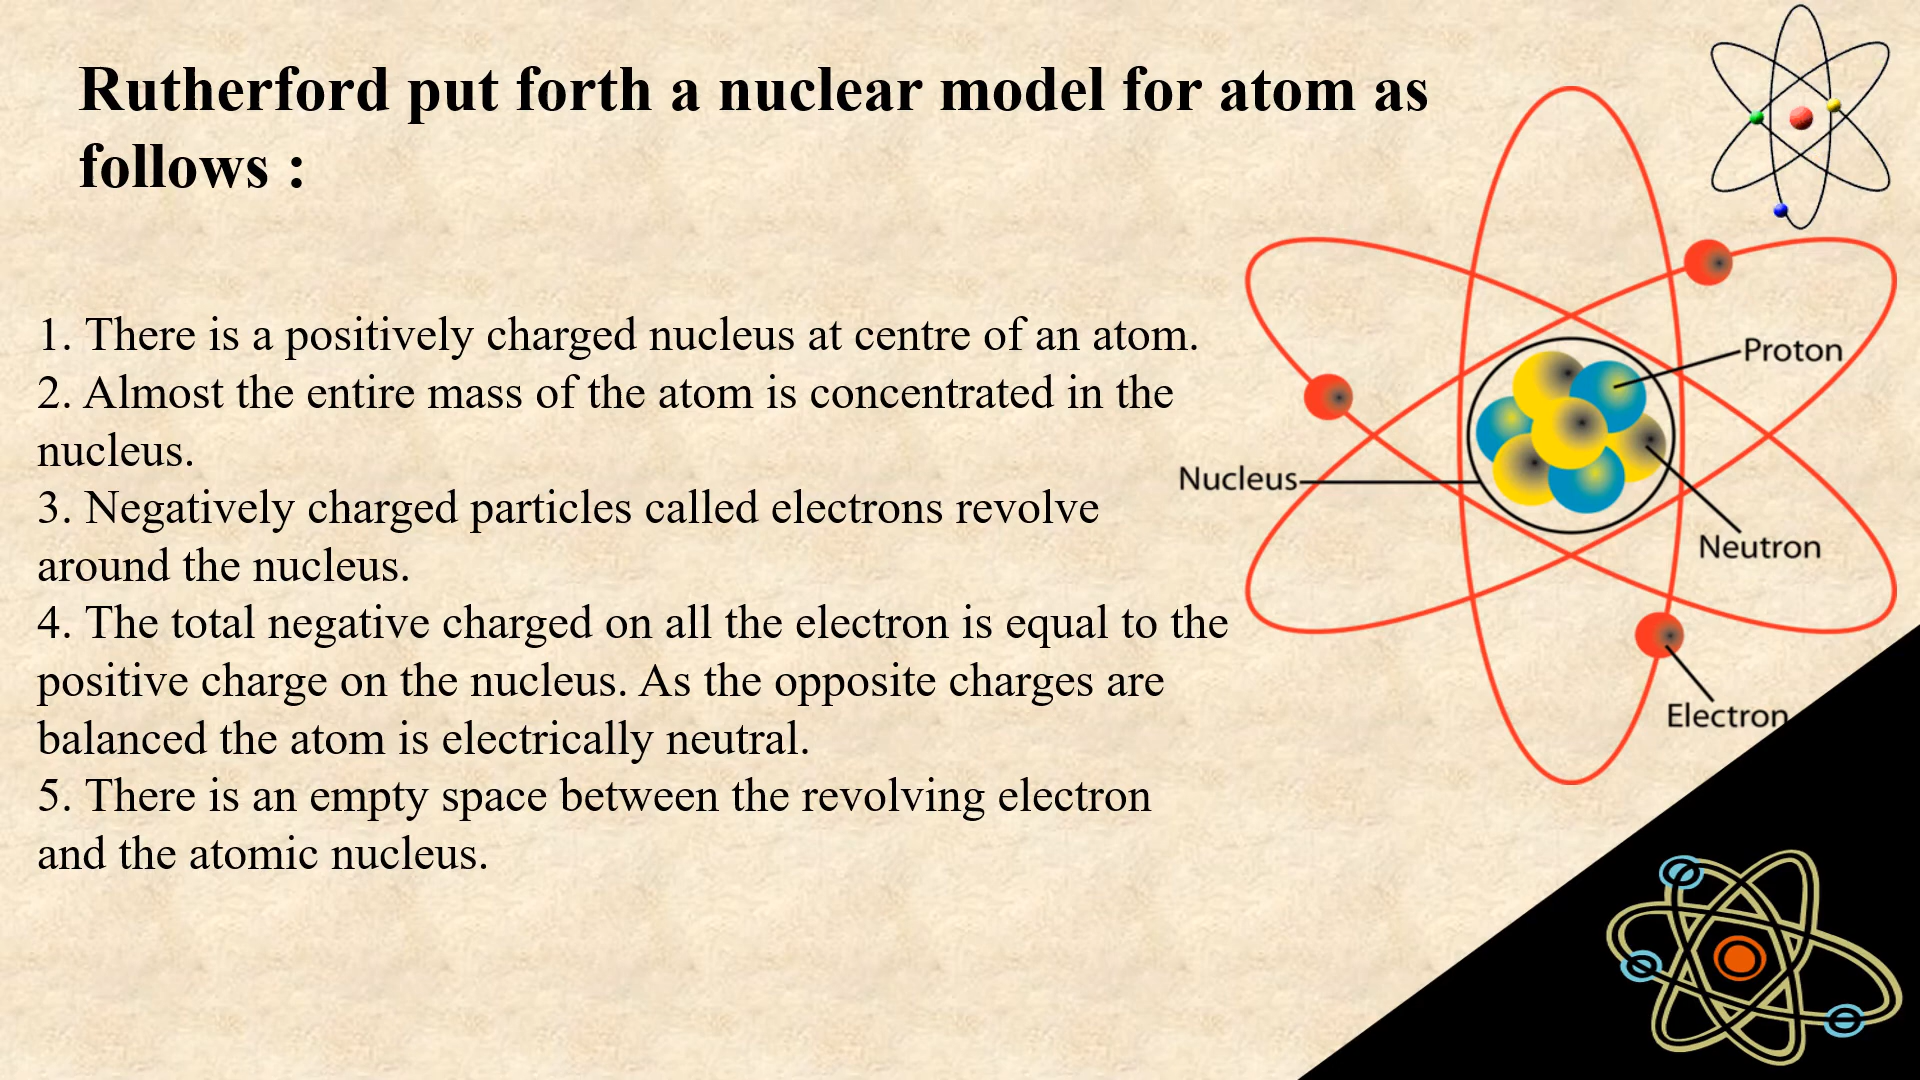 Rutherford put forth a nuclear model for atom as
follows :
1. There is a positively charged nucleus at centre of an atom.
2. Almost the entire mass of the atom is concentrated in the
nucleus.
3. Negatively charged particles called electrons revolve
around the nucleus.
4. The total negative charged on all the electron is equal to the
positive charge on the nucleus. As the opposite charges are
balanced the atom is electrically neutral.
5. There is an empty space between the revolving electron
and the atomic nucleus.
Proton
Nucleus
Neutron
Electron